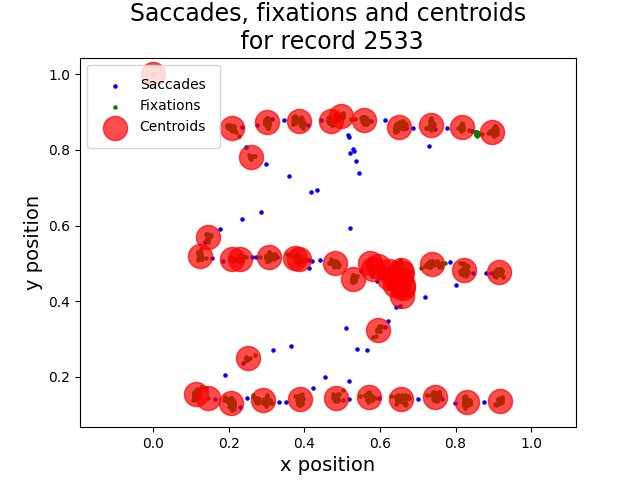 Saccades, fixations and centroids
for record 2533
Saccades
Fixations
Centroids
1.0
0.8
0.6
0.4
0.2
y position
0.0 0.2 0.4 0.6 0.8 1.0
x position